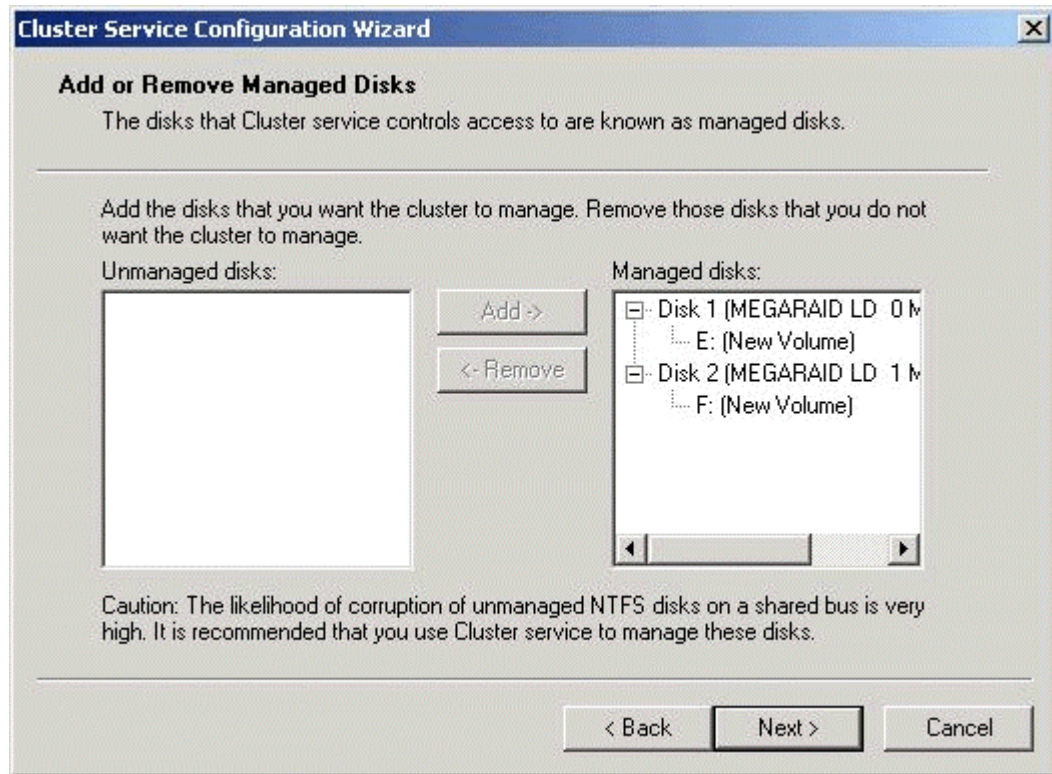 Cluster Service Configuration Wizard
Add or Remove Managed Disks
The disks that Cluster service controls access to are known as managed disks.
Add the disks that you want the cluster to manage. Remove those disks that you do not
want the cluster to manage.
Unmanaged disks:
Managed disks:
Add ->
<- Remove
Disk 1 (MEGARAID LD 0 M
E: (New Volume)
Disk 2 (MEGARAID LD 1 M
F: (New Volume)
Caution: The likelihood of corruption of unmanaged NTFS disks on a shared bus is very
high. It is recommended that you use Cluster service to manage these disks.
< Back
Next >
Cancel